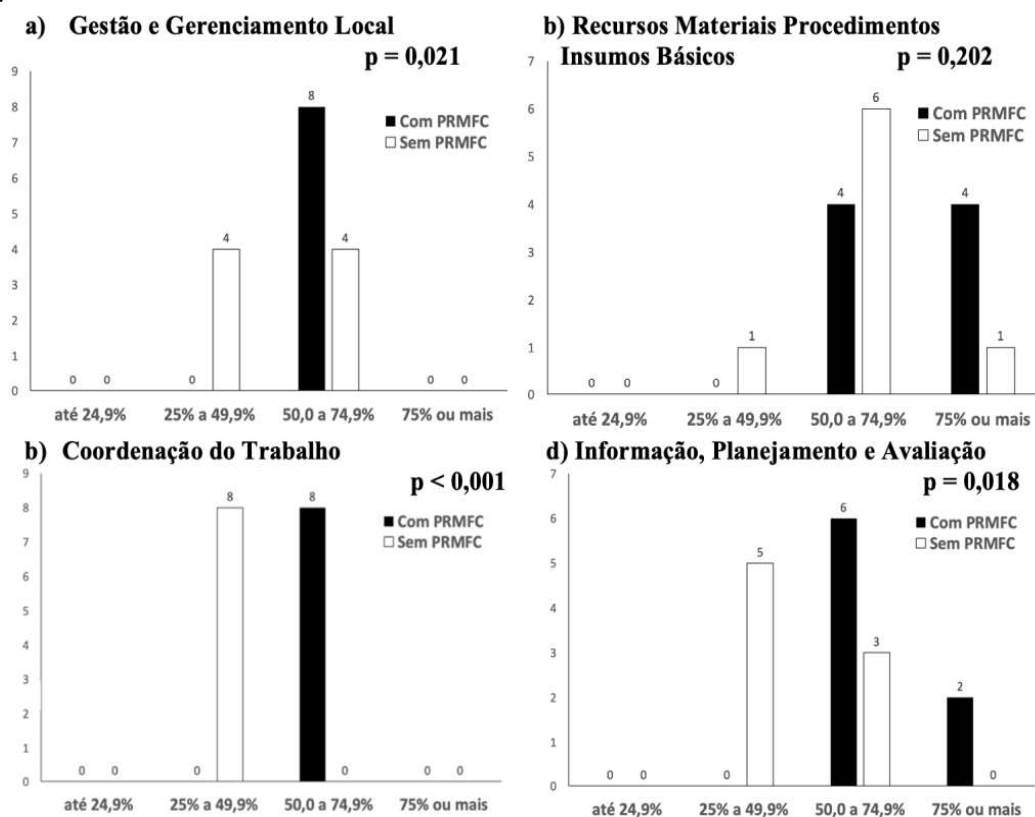 a) Gestão e Gerenciamento Local
p = 0,021
9
8
7
6
5
4
3
2
1
0
■ Com PRMFC
□ Sem PRMFC
0 0 0 4 8 4 0 0
até 24,9% 25% a 49,9% 50,0 a 74,9% 75% ou mais
b) Recursos Materiais Procedimentos
Insumos Básicos p = 0,202
7
6
5
4
3
2
1
0
■ Com PRMFC
□ Sem PRMFC
0 0 0 1 4 6 4 1
até 24,9% 25% a 49,9% 50,0 a 74,9% 75% ou mais
b) Coordenação do Trabalho
p < 0,001
9
8
7
6
5
4
3
2
1
0
■ Com PRMFC
□ Sem PRMFC
0 0 0 8 8 0 0 0
até 24,9% 25% a 49,9% 50,0 a 74,9% 75% ou mais
d) Informação, Planejamento e Avaliação
p = 0,018
7
6
5
4
3
2
1
0
■ Com PRMFC
□ Sem PRMFC
0 0 0 5 6 3 2 0
até 24,9% 25% a 49,9% 50,0 a 74,9% 75% ou mais